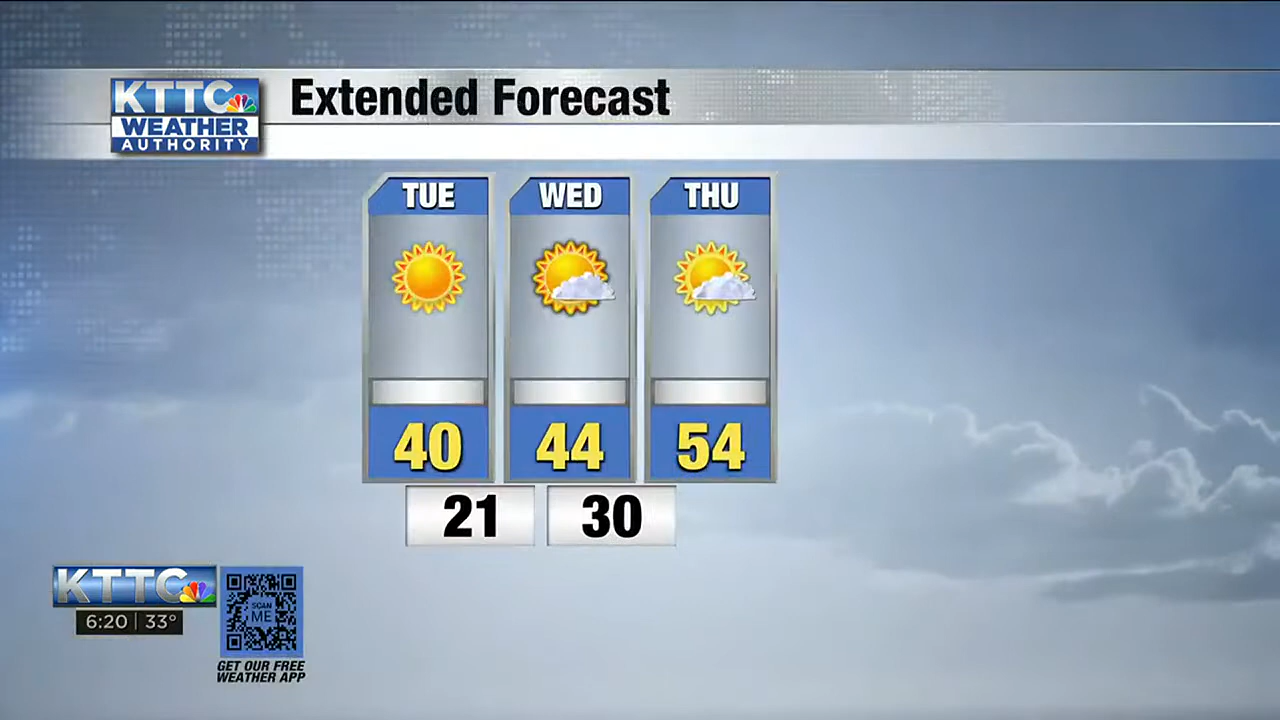 KTTC
WEATHER
AUTHORITY
Extended Forecast
TUE WED THU
40 44 54
21 30
KTTC
6:20 33°
SCAN
ME
GET OUR FREE
WEATHER APP